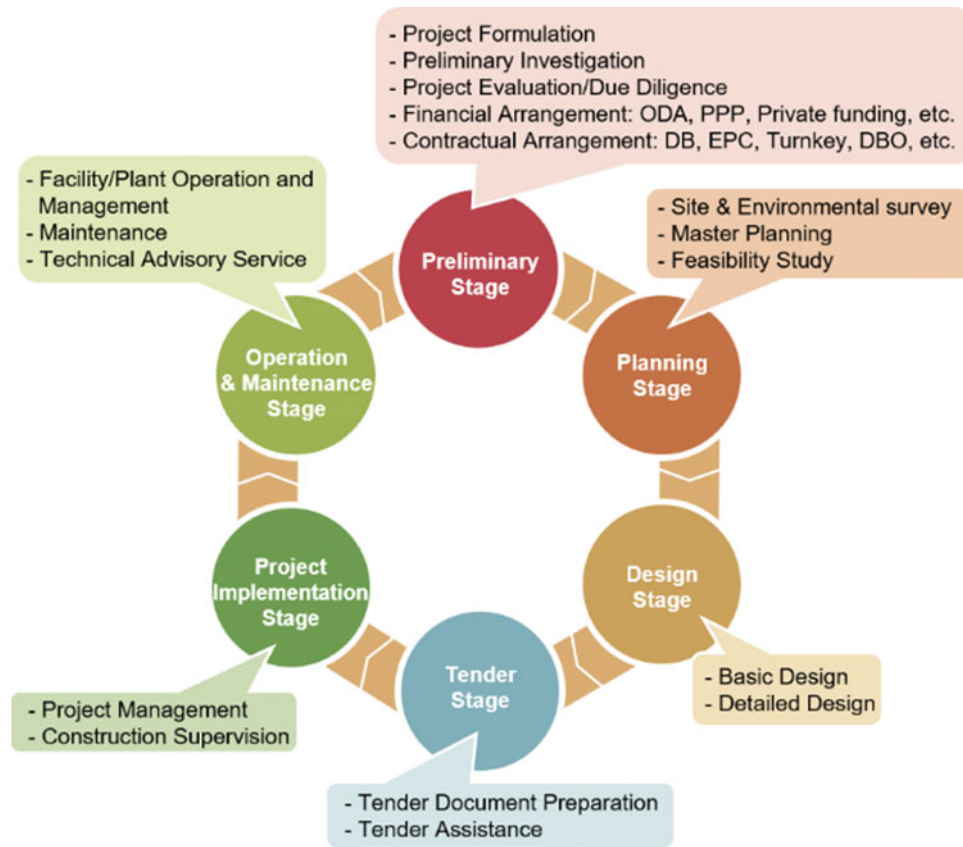 - Project Formulation
- Preliminary Investigation
- Project Evaluation/Due Diligence
- Financial Arrangement: ODA, PPP, Private funding, etc.
- Contractual Arrangement: DB, EPC, Turnkey, DBO, etc.
Preliminary
Stage
- Site & Environmental survey
- Master Planning
- Feasibility Study
Planning
Stage
Design
Stage
- Basic Design
- Detailed Design
Tender
Stage
- Tender Document Preparation
- Tender Assistance
Project
Implementation
Stage
- Project Management
- Construction Supervision
Operation
& Maintenance
Stage
- Facility/Plant Operation and
Management
- Maintenance
- Technical Advisory Service